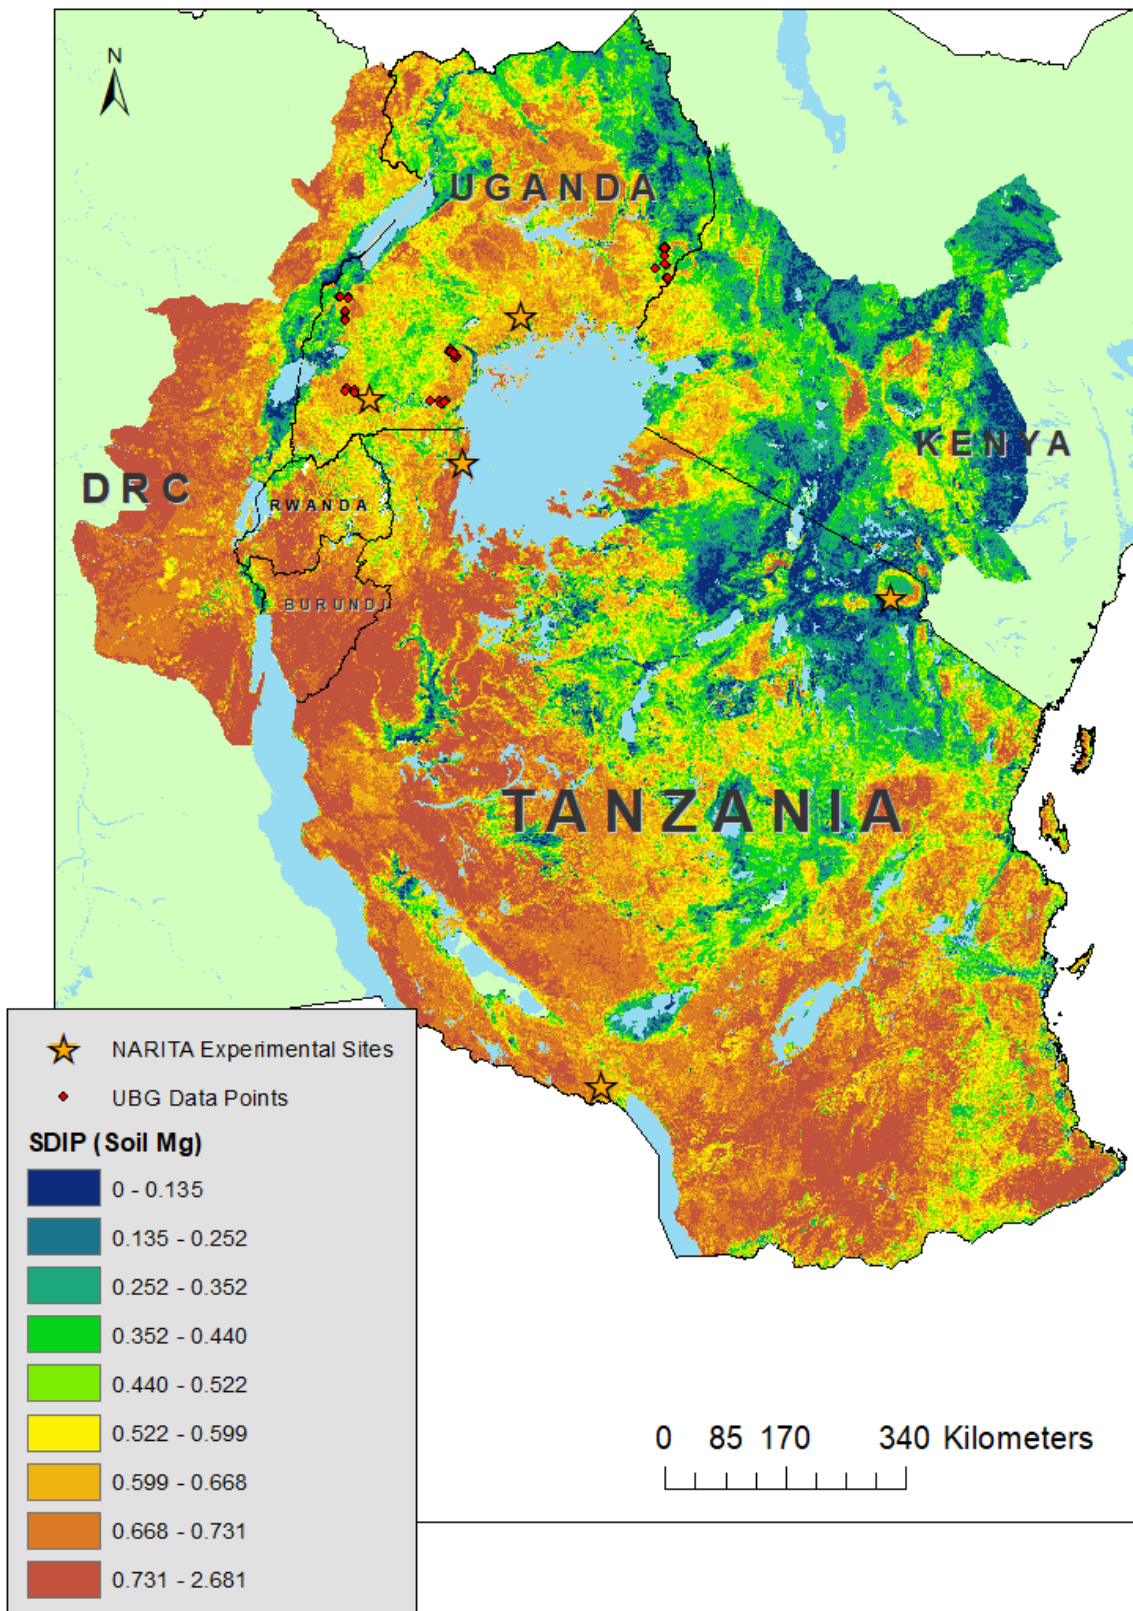 N
UGANDA
KENYA
DRC
RWANDA
BURUNDI
TANZANIA
NARITA Experimental Sites
UBG Data Points
SDIP (Soil Mg)
0 - 0.135
0.135 - 0.252
0.252 - 0.352
0.352 - 0.440
0.440 - 0.522
0.522 - 0.599
0.599 - 0.668
0.668 - 0.731
0.731 - 2.681
0 85 170 340 Kilometers